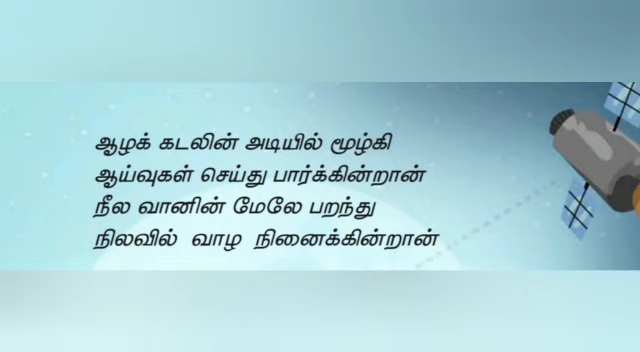 ஆழக் கடலின் அடியில் மூழ்கி
ஆய்வுகள் செய்து பார்க்கின்றான்
நீல வானின் மேலே பறந்து
நிலவில் வாழ நினைக்கின்றான்